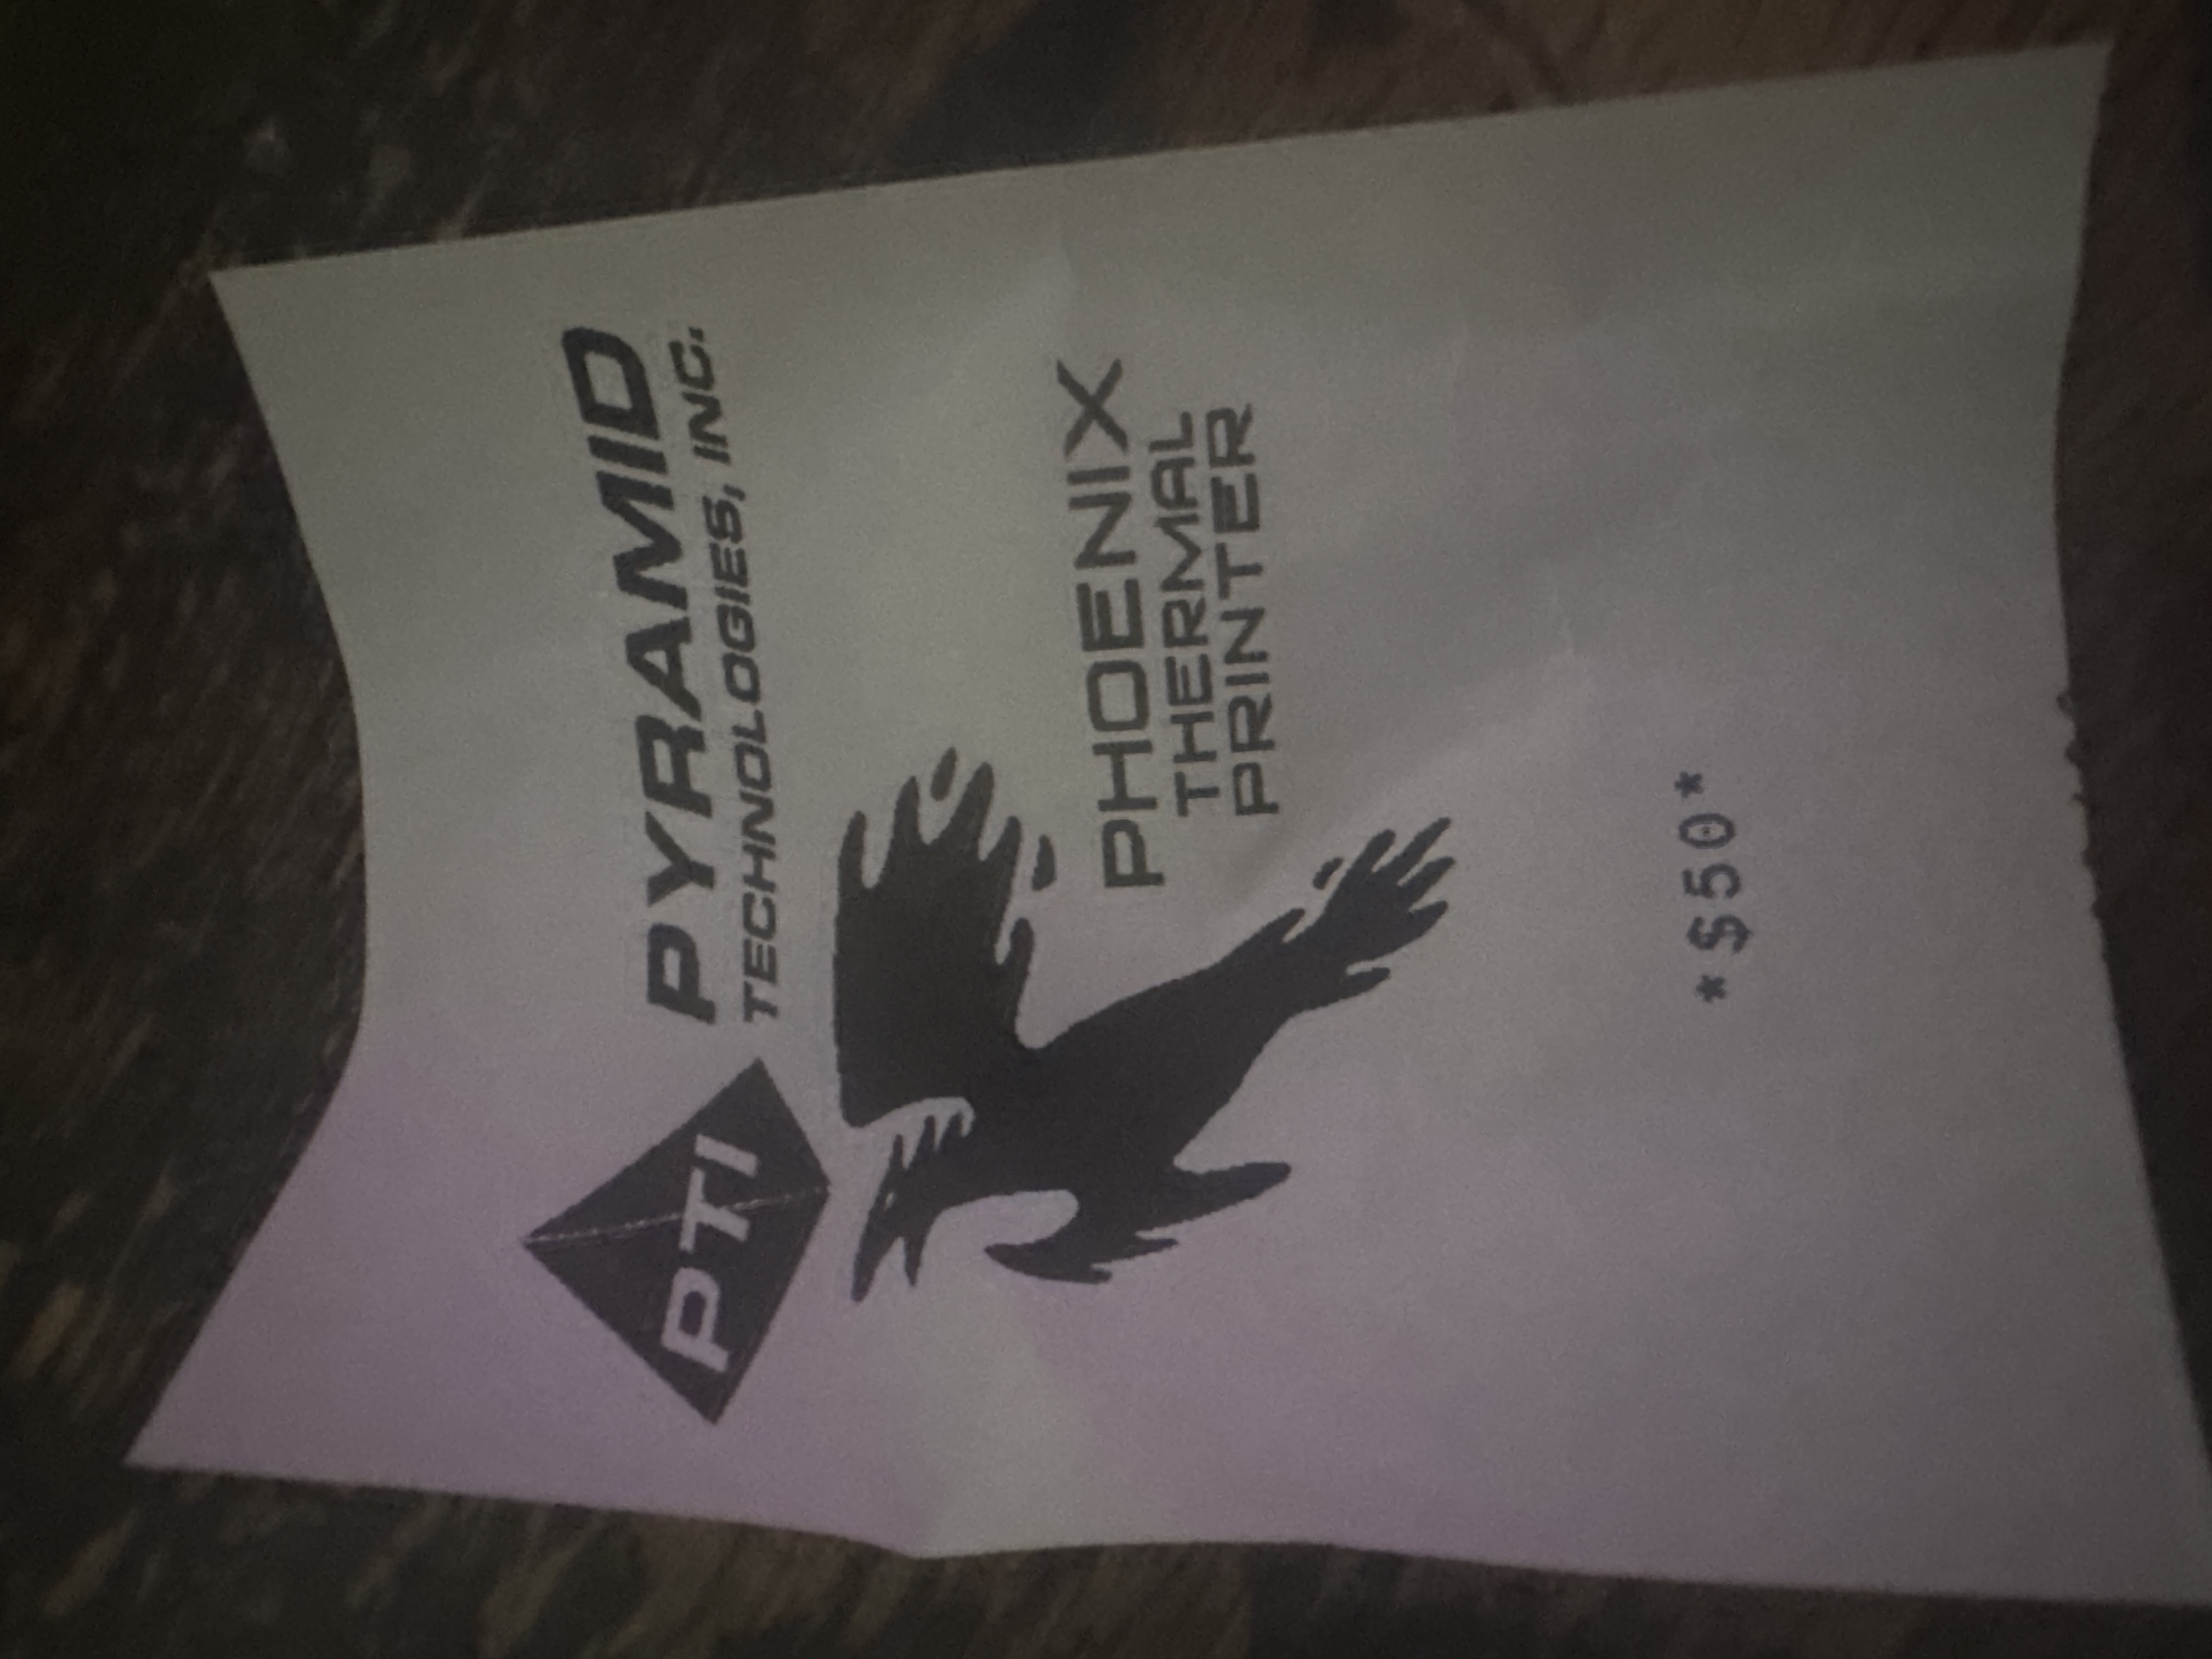 PTI
PYRAMID
TECHNOLOGIES, INC.
PHOENIX
THERMAL
PRINTER
*$50*